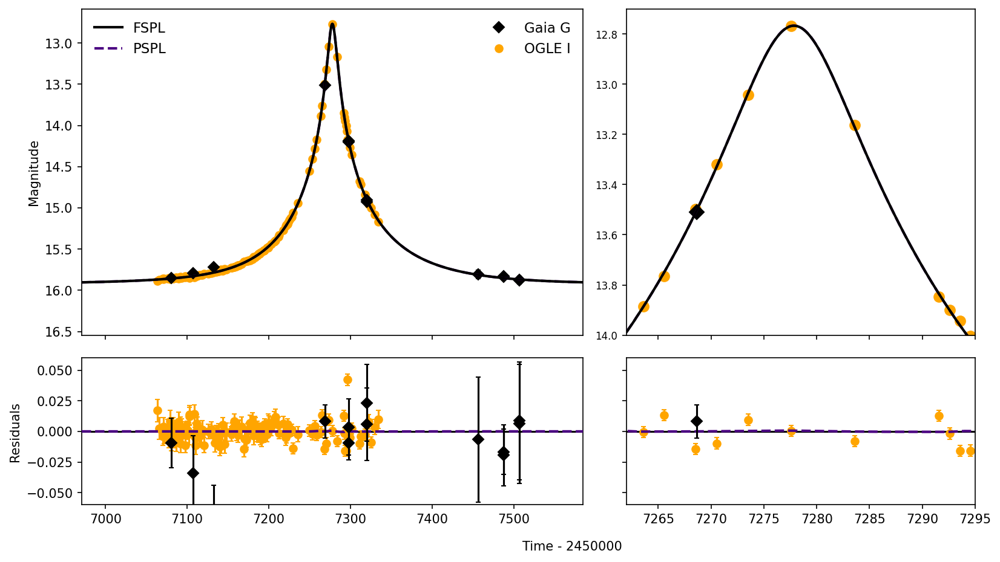 FSPL
PSPL
Gaia G
OGLE I
Magnitude
13.0
13.5
14.0
14.5
15.0
15.5
16.0
16.5
12.8
13.0
13.2
13.4
13.6
13.8
14.0
Residuals
0.050
0.025
0.000
−0.025
−0.050
7000 7100 7200 7300 7400 7500
7265 7270 7275 7280 7285 7290 7295
Time - 2450000